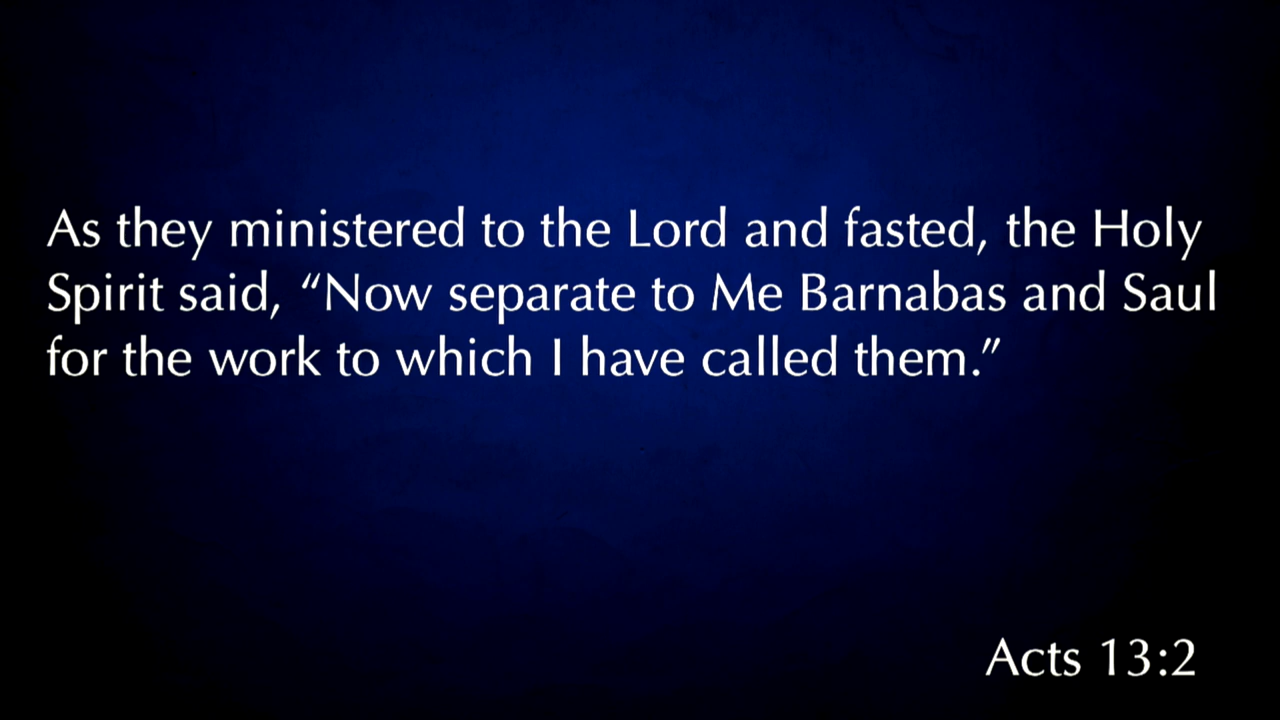 As they ministered to the Lord and fasted, the Holy
Spirit said, “Now separate to Me Barnabas and Saul
for the work to which I have called them.”
Acts 13:2